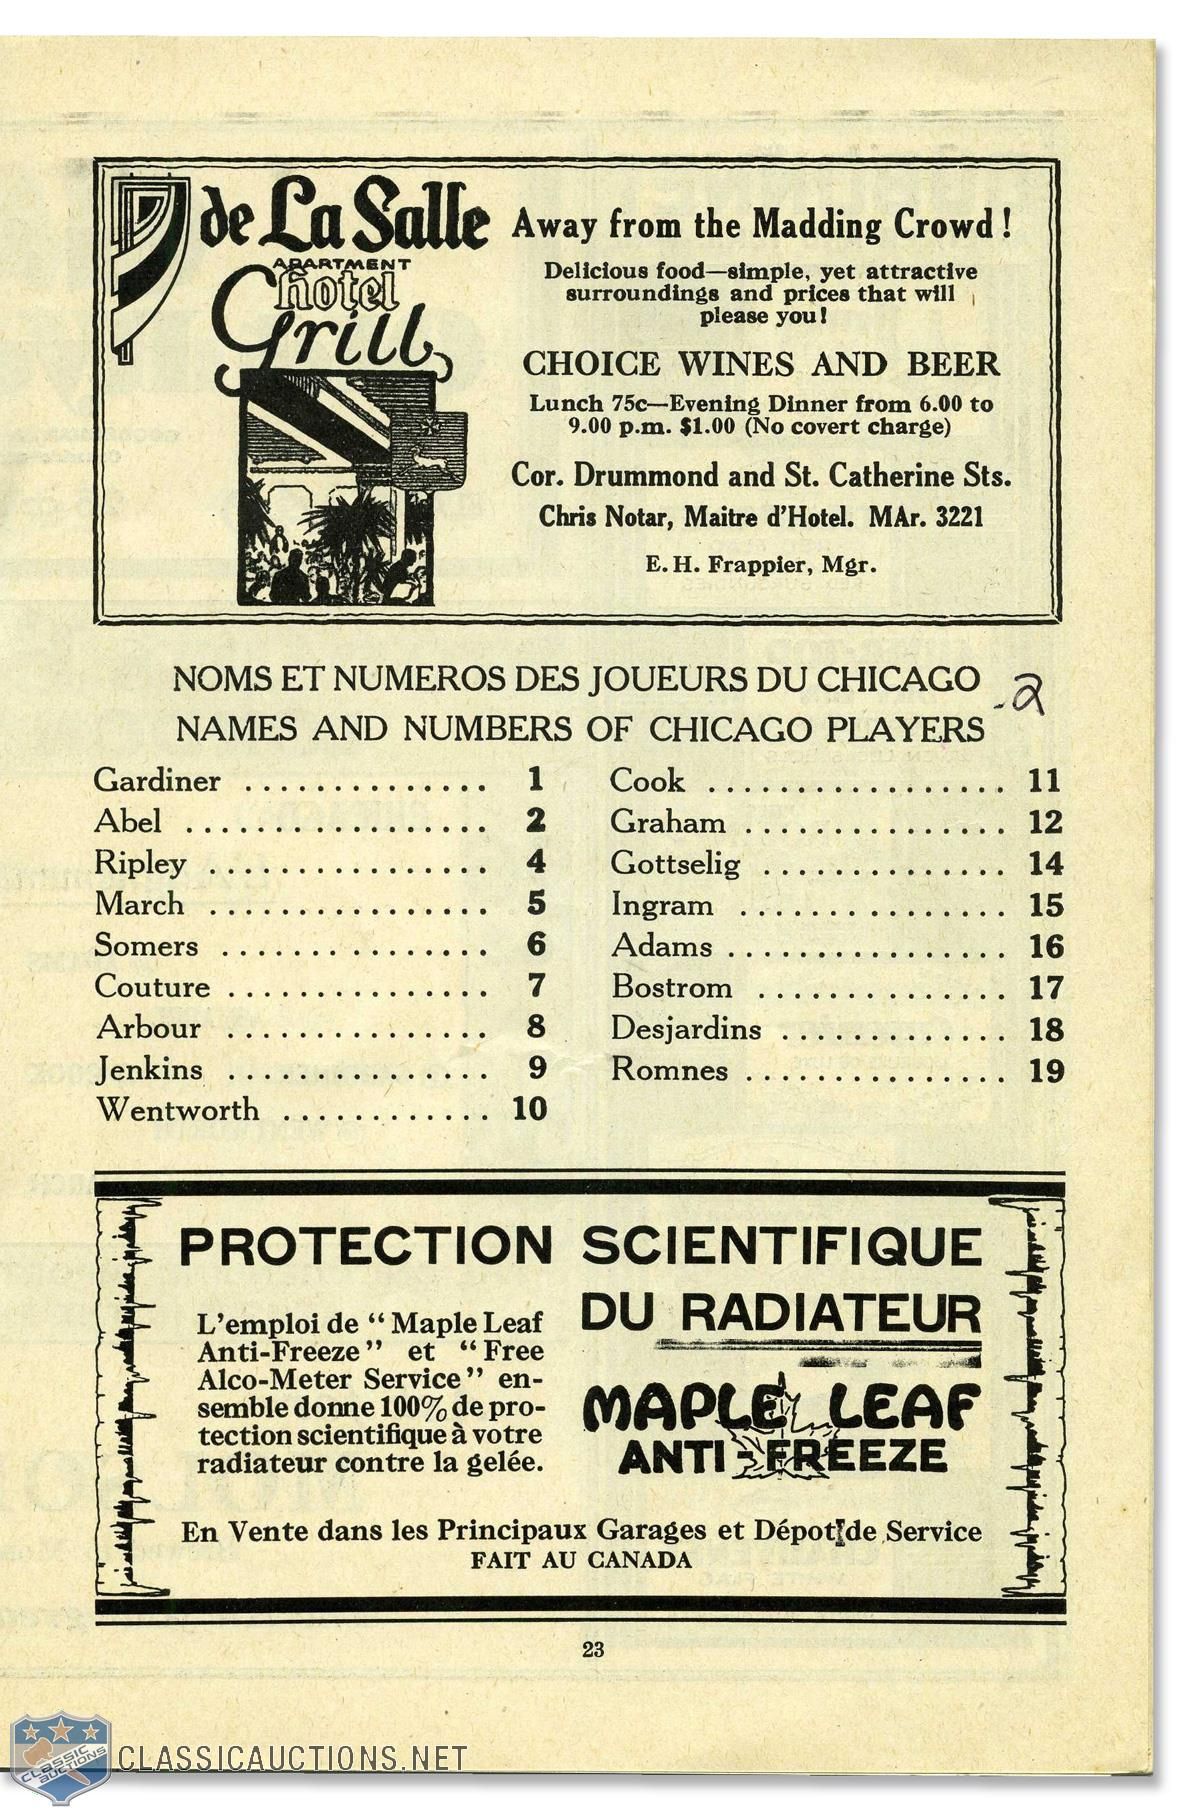 de La Salle
APARTMENT
hotel
Grill
Away from the Madding Crowd!
Delicious food—simple, yet attractive
surroundings and prices that will
please you!
CHOICE WINES AND BEER
Lunch 75c—Evening Dinner from 6.00 to
9.00 p.m. $1.00 (No covert charge)
Cor. Drummond and St. Catherine Sts.
Chris Notar, Maitre d'Hotel. MAr. 3221
E. H. Frappier, Mgr.
NOMS ET NUMEROS DES JOUEURS DU CHICAGO
-2
NAMES AND NUMBERS OF CHICAGO PLAYERS
Gardiner . . . . . . . . . . . . . . 1
Abel . . . . . . . . . . . . . . . . . 2
Ripley . . . . . . . . . . . . . . . . 4
March . . . . . . . . . . . . . . . . 5
Somers . . . . . . . . . . . . . . . 6
Couture . . . . . . . . . . . . . . . 7
Arbour . . . . . . . . . . . . . . . 8
Jenkins . . . . . . . . . . . . . . . 9
Wentworth . . . . . . . . . . . . 10
Cook . . . . . . . . . . . . . . . . . 11
Graham . . . . . . . . . . . . . . . 12
Gottselig . . . . . . . . . . . . . . 14
Ingram . . . . . . . . . . . . . . . 15
Adams . . . . . . . . . . . . . . . . 16
Bostrom . . . . . . . . . . . . . . 17
Desjardins . . . . . . . . . . . . . 18
Romnes . . . . . . . . . . . . . . . 19
PROTECTION SCIENTIFIQUE
DU RADIATEUR
L'emploi de "Maple Leaf
Anti-Freeze" et "Free
Alco-Meter Service" en-
semble donne 100% de pro-
tection scientifique à votre
radiateur contre la gelée.
MAPLE LEAF
ANTI-FREEZE
En Vente dans les Principaux Garages et Dépot de Service
FAIT AU CANADA
23
CLASSIC
AUCTIONS
CLASSICAUCTIONS.NET